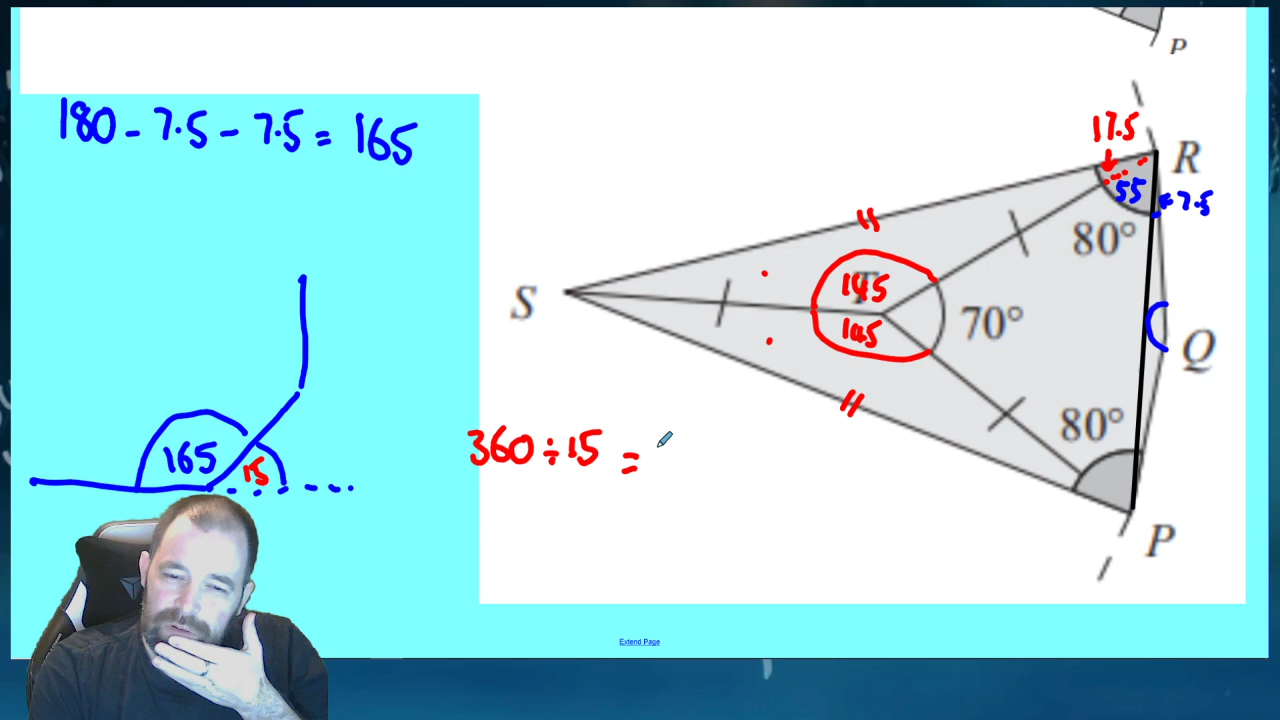 P
180 - 7.5 - 7.5 = 165
17.5
R
55
7.5
80°
S
T
145
145
70°
Q
80°
165
15
360 ÷ 15 =
P
Extend Page